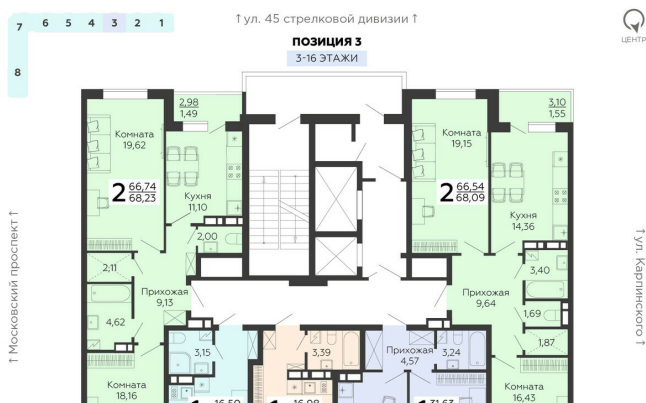 7 6 5 4 3 2 1
8
↑ ул. 45 стрелковой дивизии ↑
ПОЗИЦИЯ 3
3-16 ЭТАЖИ
ЦЕНТР
↑ Московский проспект ↑
↑ ул. Карпинского ↑
2,98
1,49
Комната
19,62
2 66,74
68,23
Кухня
11,10
2,00
2,11
Прихожая
9,13
4,62
Комната
18,16
3,15
3,39
Прихожая
4,57
3,24
3,10
1,55
Комната
19,15
2 66,54
68,09
Кухня
14,36
3,40
Прихожая
9,64
1,69
1,87
Комната
16,43